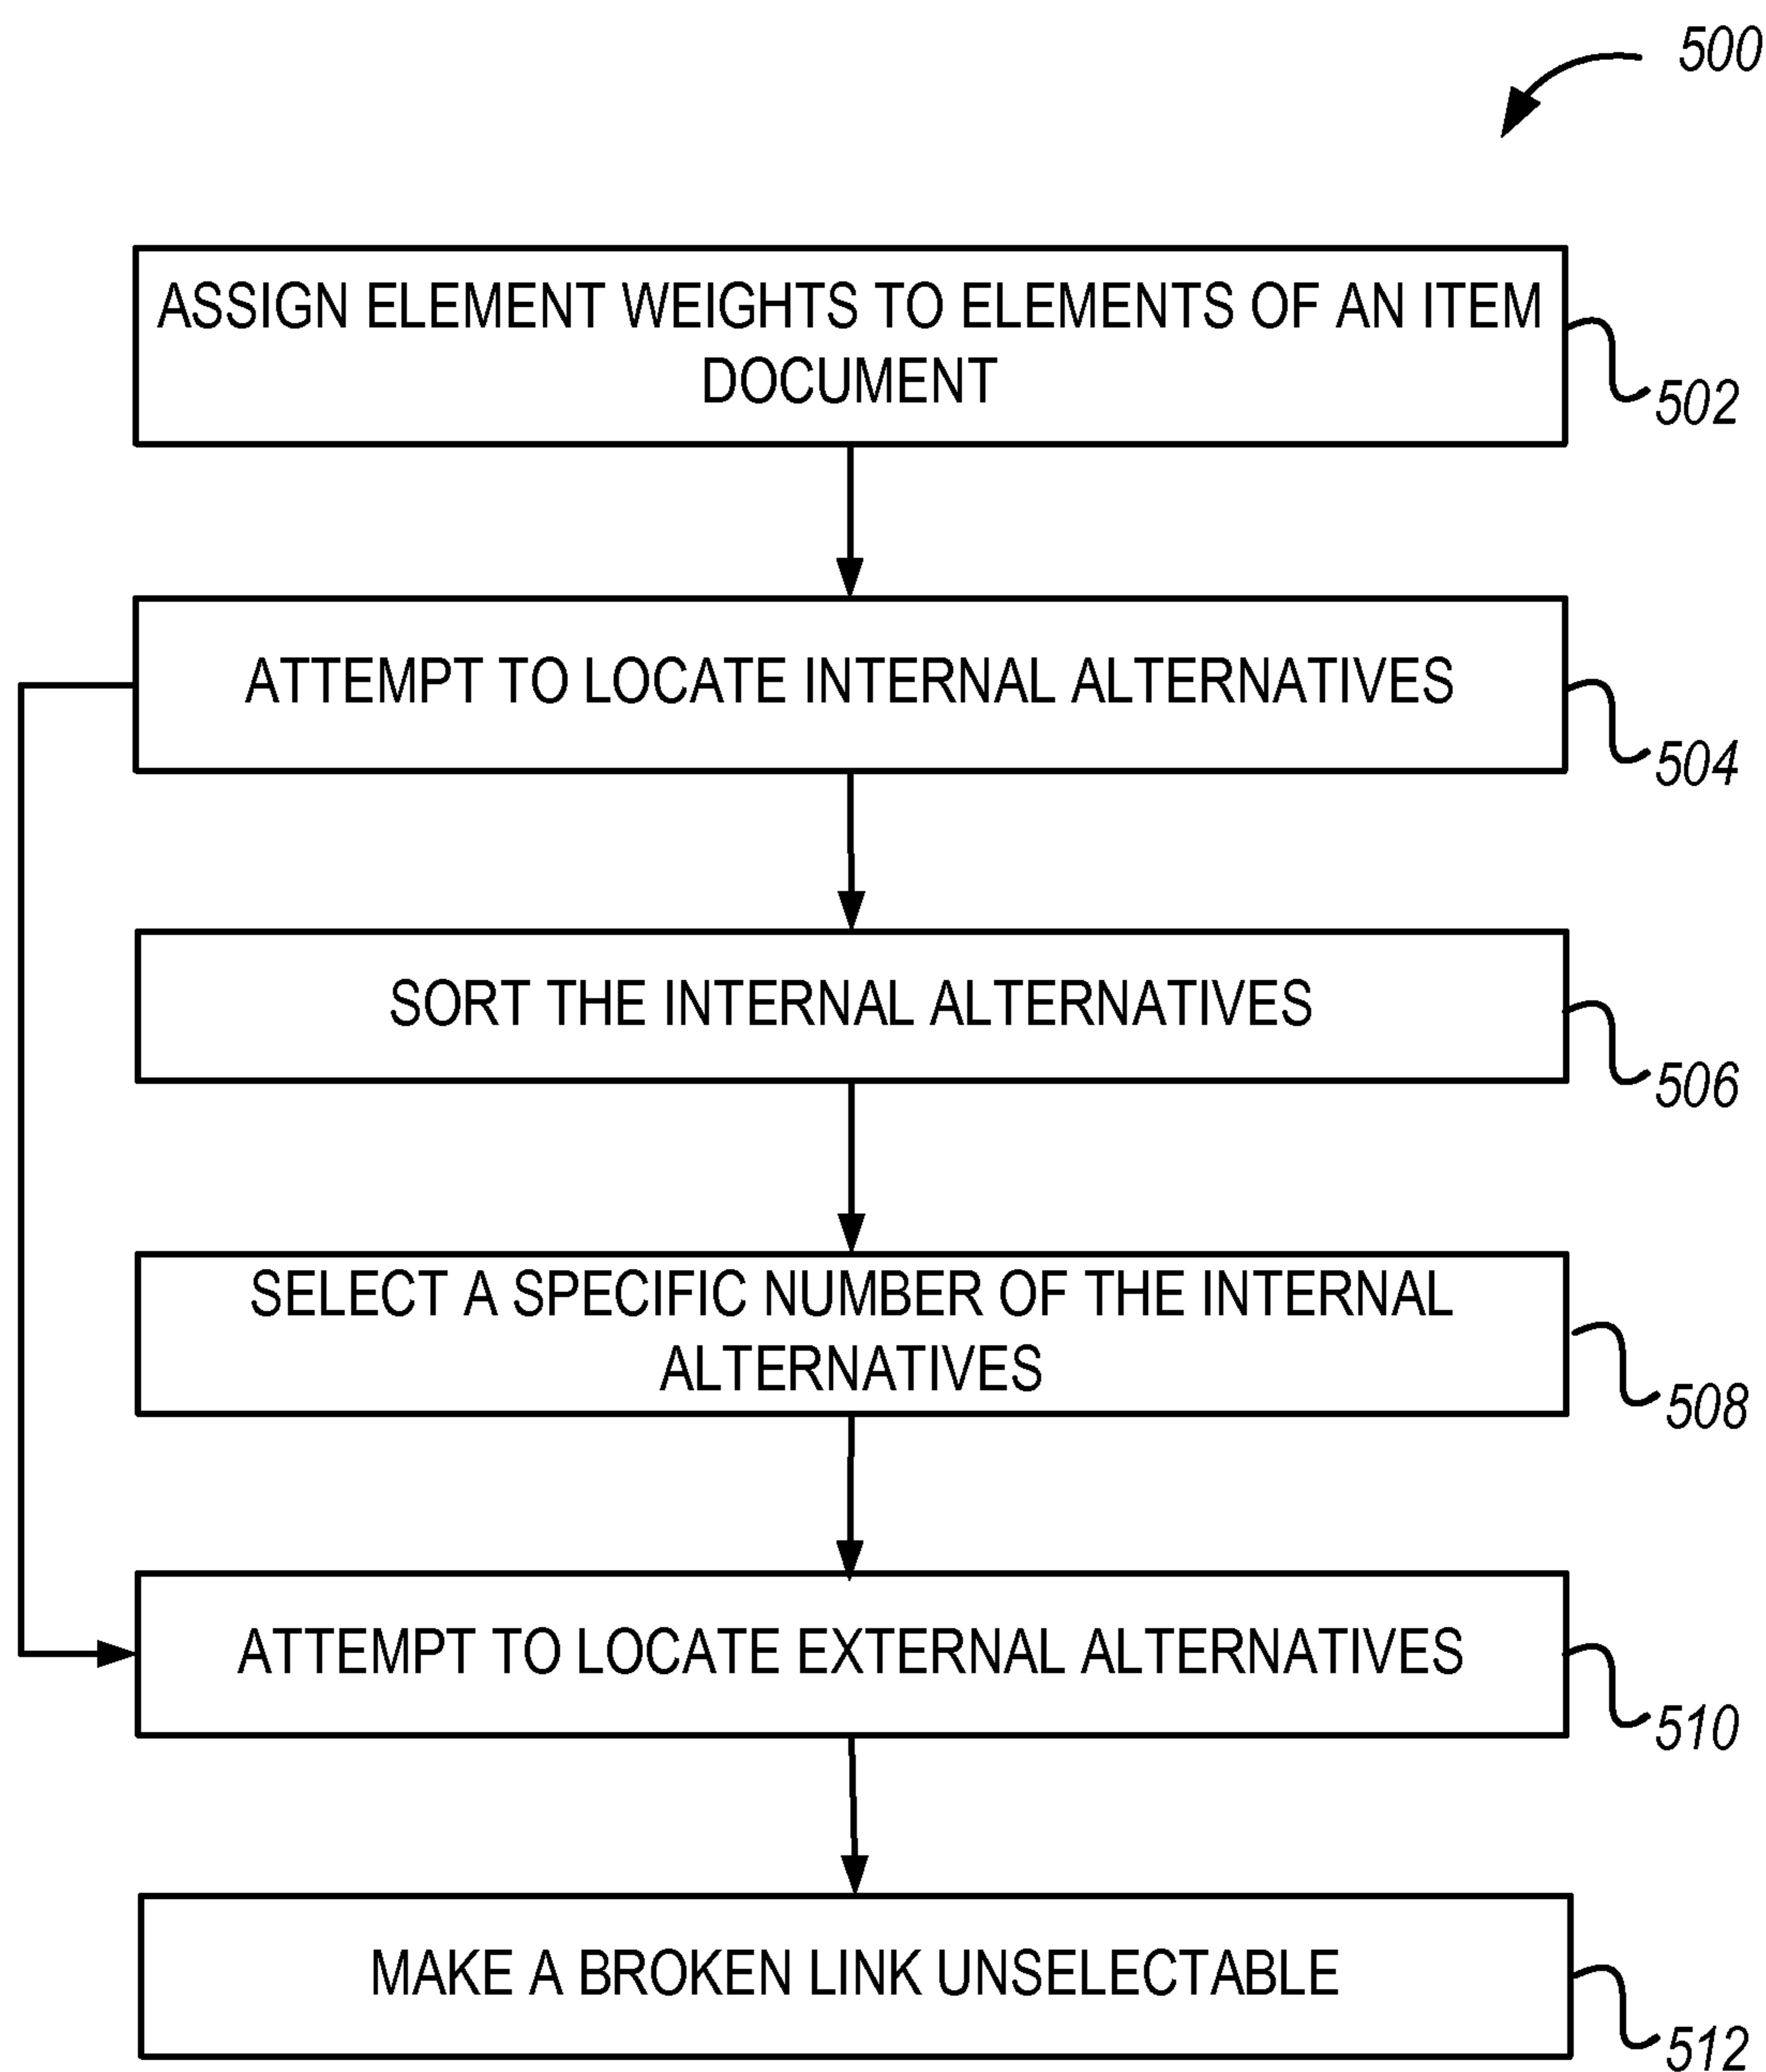 500
ASSIGN ELEMENT WEIGHTS TO ELEMENTS OF AN ITEM
DOCUMENT
502
ATTEMPT TO LOCATE INTERNAL ALTERNATIVES
504
SORT THE INTERNAL ALTERNATIVES
506
SELECT A SPECIFIC NUMBER OF THE INTERNAL
ALTERNATIVES
508
ATTEMPT TO LOCATE EXTERNAL ALTERNATIVES
510
MAKE A BROKEN LINK UNSELECTABLE
512